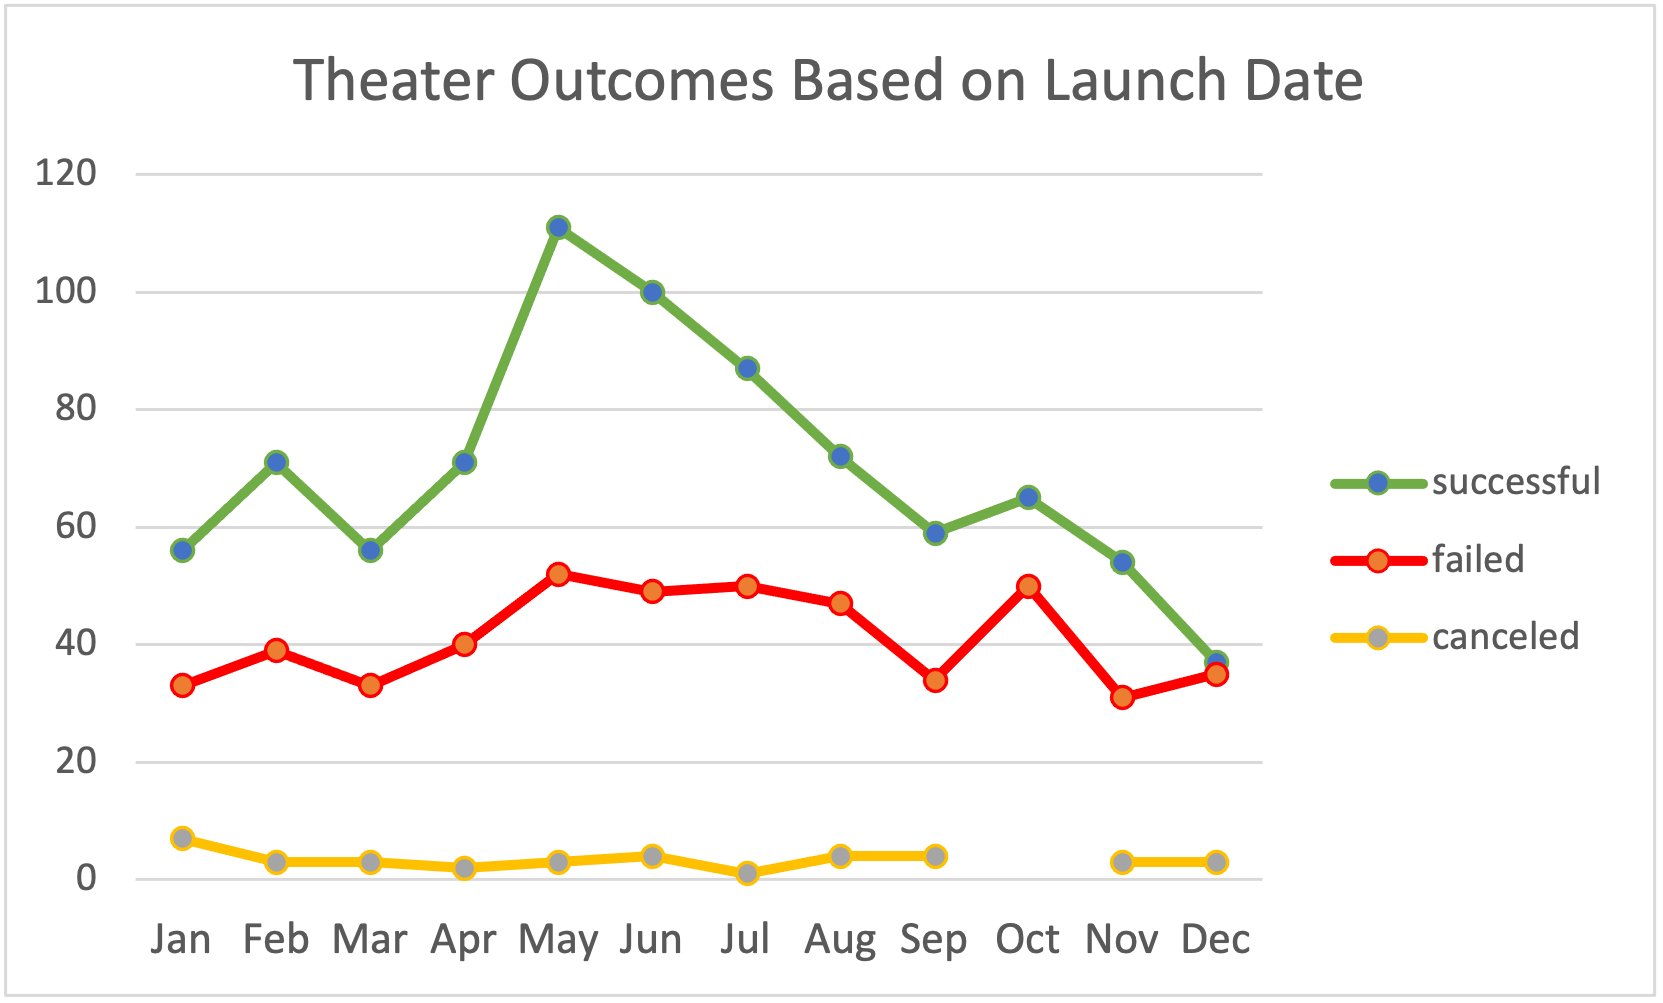 Theater Outcomes Based on Launch Date
120
100
80
60
40
20
0
Jan Feb Mar Apr May Jun Jul Aug Sep Oct Nov Dec
successful
failed
canceled